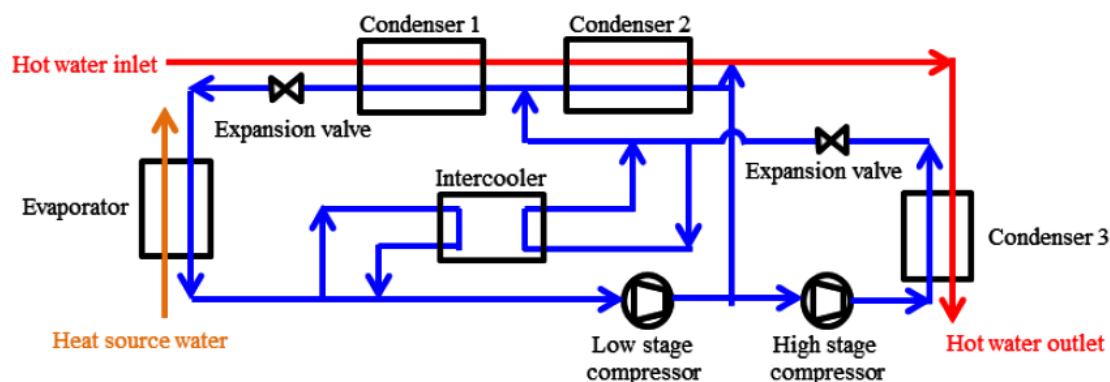 Condenser 1
Condenser 2
Hot water inlet
Expansion valve
Expansion valve
Intercooler
Evaporator
Condenser 3
Heat source water
Low stage
compressor
High stage
compressor
Hot water outlet